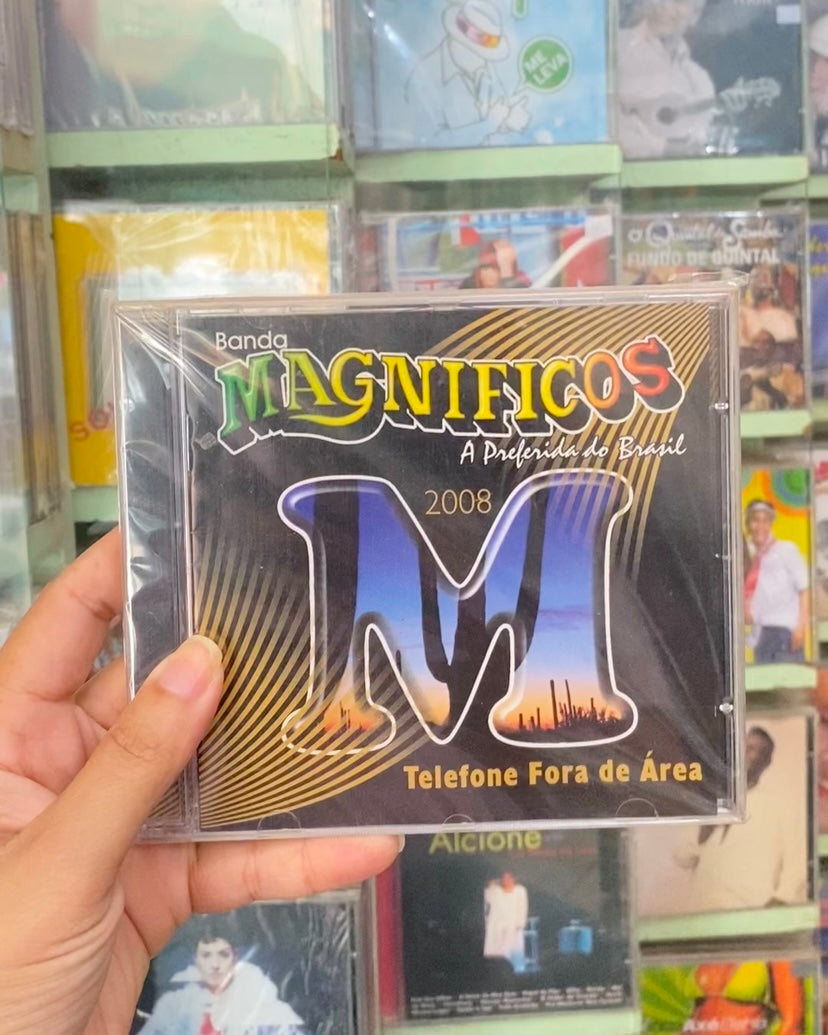 ME
LEVA
O Quintal do Samba
FUNDO DE QUINTAL
Banda
MAGNIFICOS
A Preferida do Brasil
2008
Telefone Fora de Área
Alcione